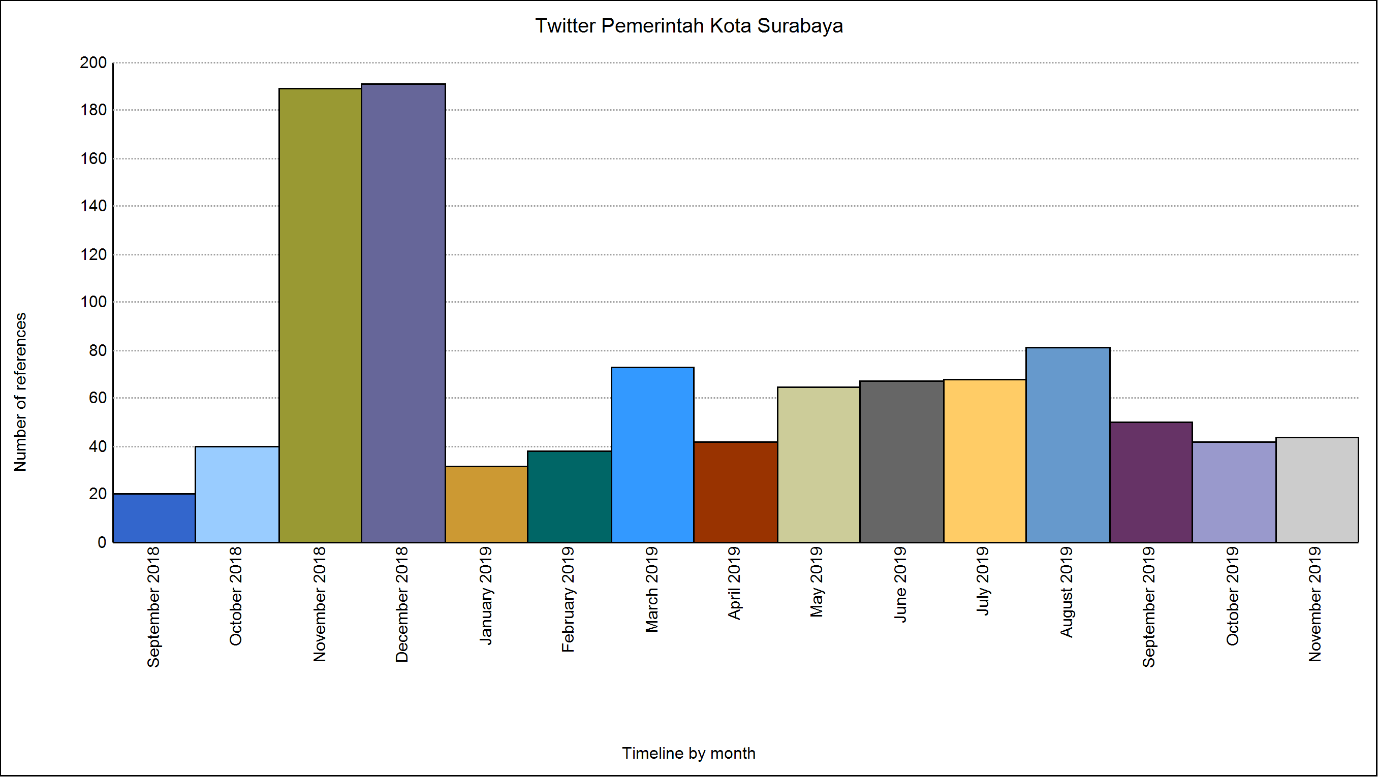 Twitter Pemerintah Kota Surabaya
200
180
160
140
120
100
80
60
40
20
0
Number of references
September 2018
October 2018
November 2018
December 2018
January 2019
February 2019
March 2019
April 2019
May 2019
June 2019
July 2019
August 2019
September 2019
October 2019
November 2019
Timeline by month